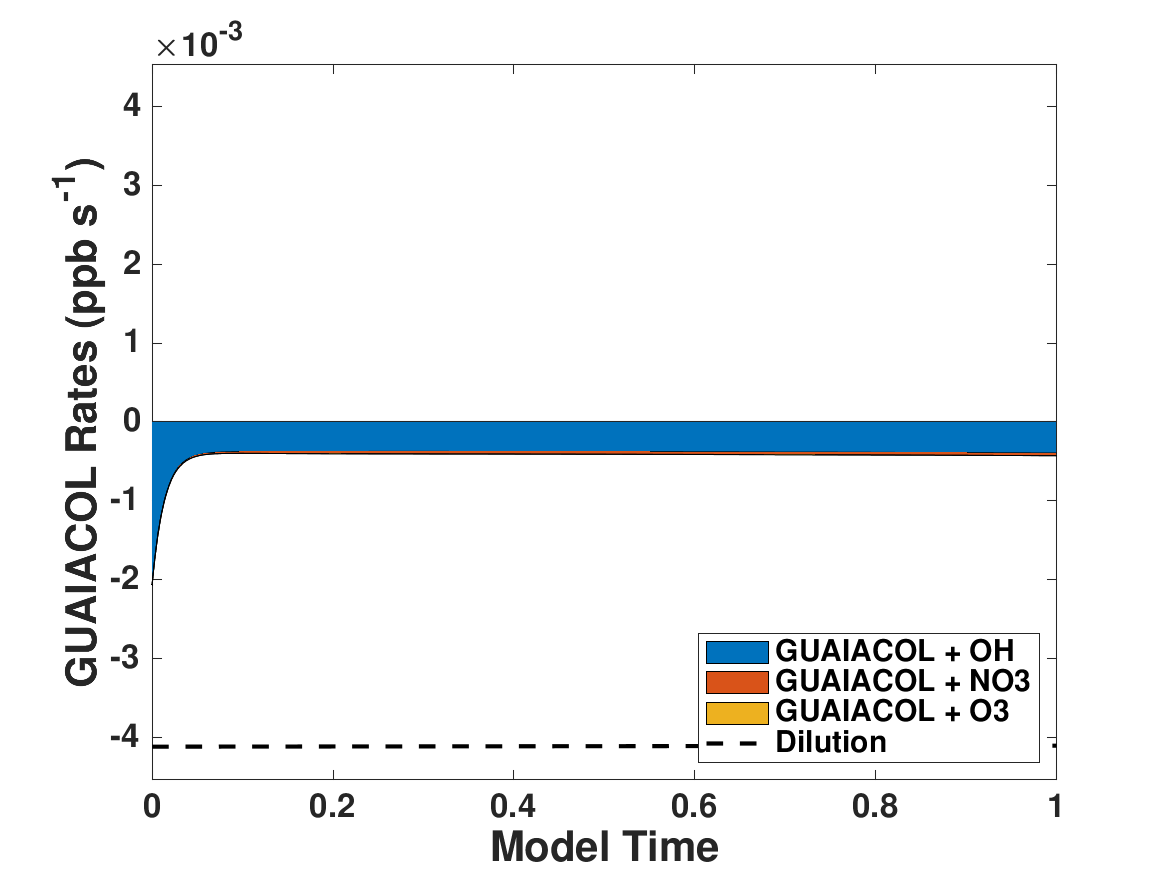 ×10-3
4
3
2
1
0
-1
-2
-3
-4
GUAIACOL Rates (ppb s-1)
GUAIACOL + OH
GUAIACOL + NO3
GUAIACOL + O3
Dilution
0 0.2 0.4 0.6 0.8 1
Model Time